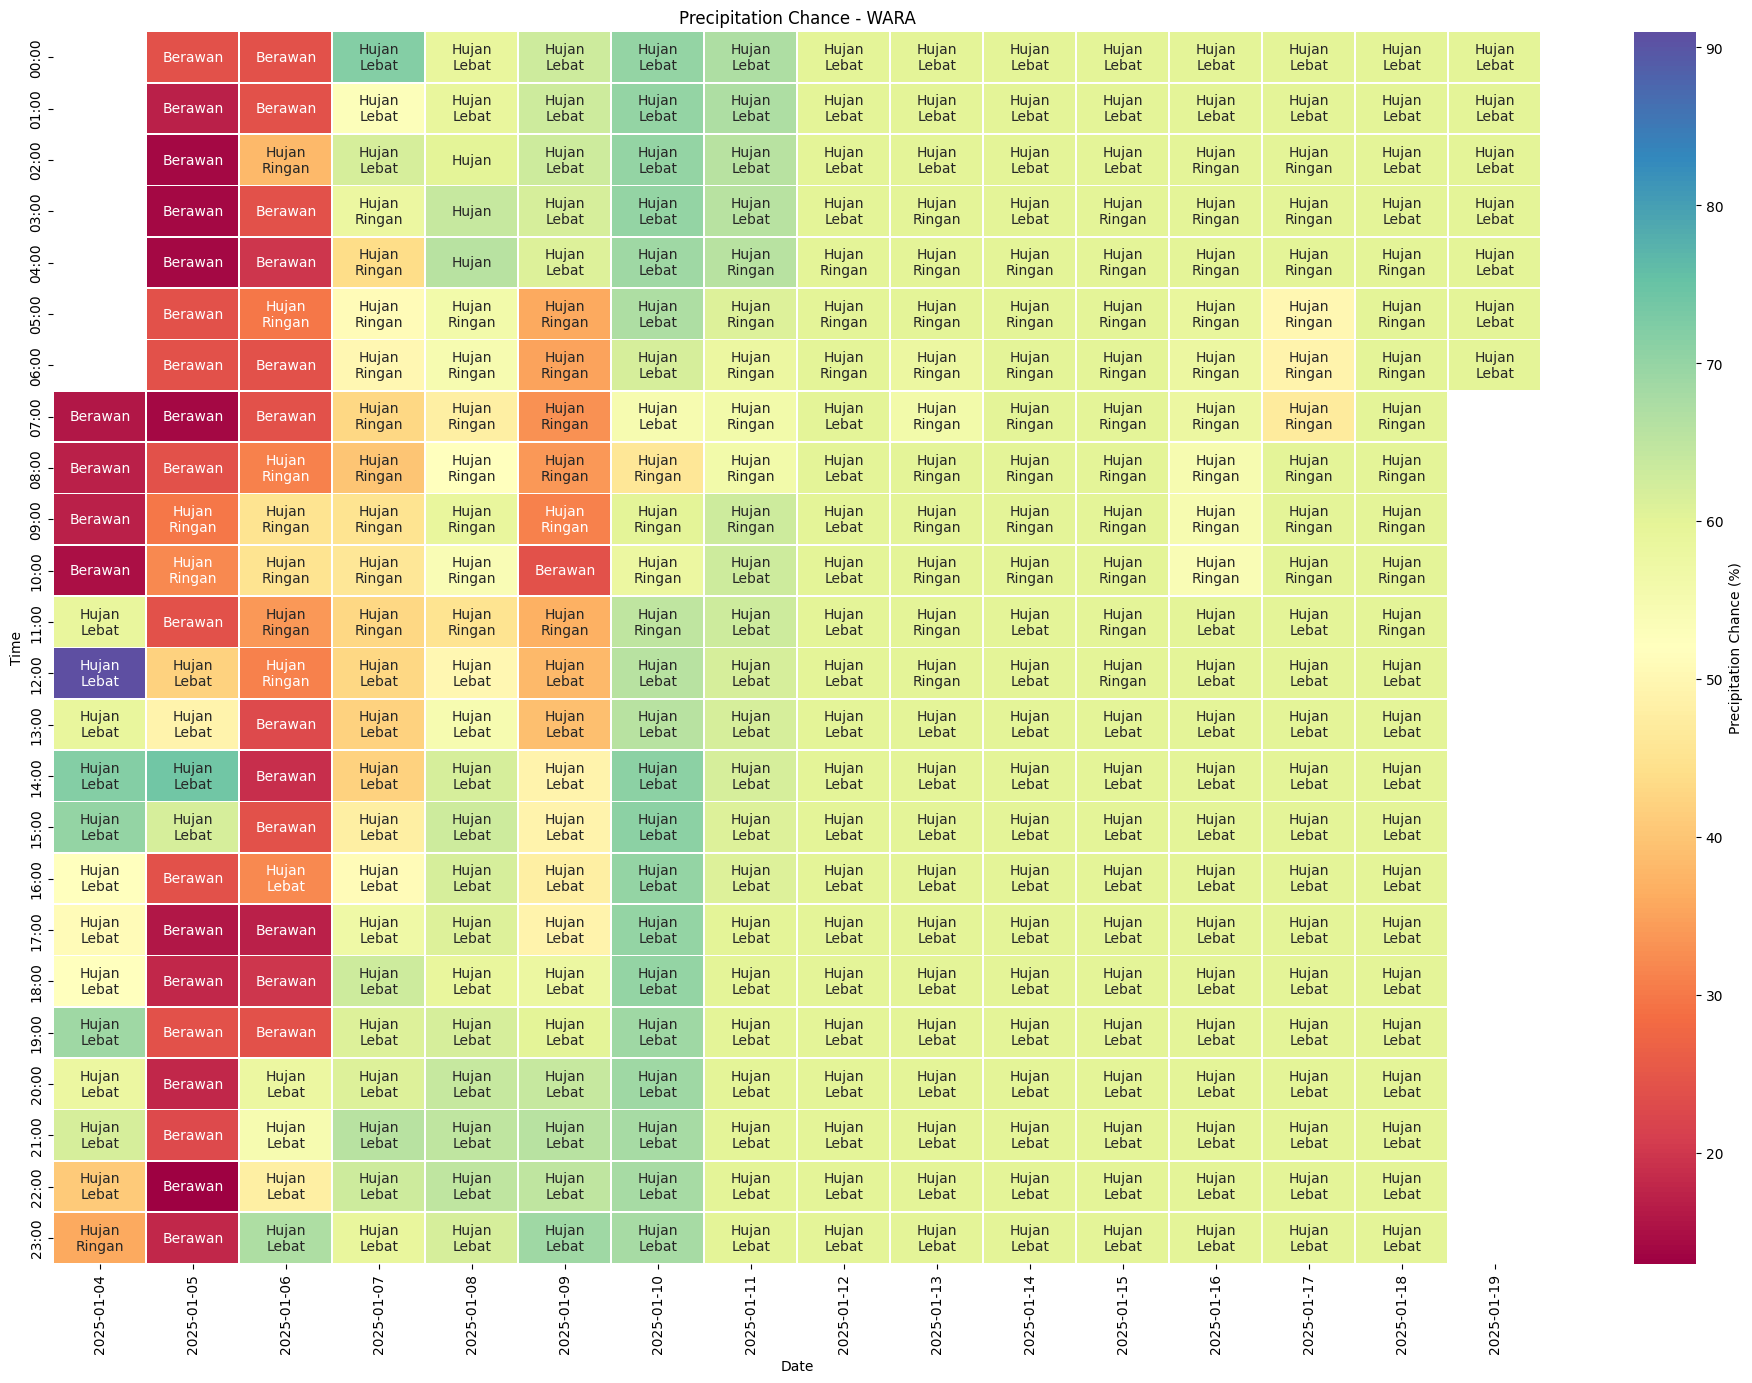 Precipitation Chance - WARA
00:00 Berawan Berawan Hujan Lebat Hujan Lebat Hujan Lebat Hujan Lebat Hujan Lebat Hujan Lebat Hujan Lebat Hujan Lebat Hujan Lebat Hujan Lebat Hujan Lebat Hujan Lebat Hujan Lebat
01:00 Berawan Berawan Hujan Lebat Hujan Lebat Hujan Lebat Hujan Lebat Hujan Lebat Hujan Lebat Hujan Lebat Hujan Lebat Hujan Lebat Hujan Lebat Hujan Lebat Hujan Lebat Hujan Lebat
02:00 Berawan Hujan Ringan Hujan Lebat Hujan Hujan Lebat Hujan Lebat Hujan Lebat Hujan Lebat Hujan Lebat Hujan Lebat Hujan Lebat Hujan Ringan Hujan Ringan Hujan Lebat Hujan Lebat
03:00 Berawan Berawan Hujan Ringan Hujan Hujan Lebat Hujan Lebat Hujan Lebat Hujan Lebat Hujan Ringan Hujan Lebat Hujan Ringan Hujan Ringan Hujan Ringan Hujan Lebat Hujan Lebat
04:00 Berawan Berawan Hujan Ringan Hujan Hujan Lebat Hujan Lebat Hujan Ringan Hujan Ringan Hujan Ringan Hujan Ringan Hujan Ringan Hujan Ringan Hujan Ringan Hujan Ringan Hujan Lebat
05:00 Berawan Hujan Ringan Hujan Ringan Hujan Ringan Hujan Ringan Hujan Lebat Hujan Ringan Hujan Ringan Hujan Ringan Hujan Ringan Hujan Ringan Hujan Ringan Hujan Ringan Hujan Ringan Hujan Lebat
06:00 Berawan Berawan Hujan Ringan Hujan Ringan Hujan Ringan Hujan Lebat Hujan Ringan Hujan Ringan Hujan Ringan Hujan Ringan Hujan Ringan Hujan Ringan Hujan Ringan Hujan Ringan Hujan Lebat
07:00 Berawan Berawan Berawan Hujan Ringan Hujan Ringan Hujan Ringan Hujan Lebat Hujan Ringan Hujan Lebat Hujan Ringan Hujan Ringan Hujan Ringan Hujan Ringan Hujan Ringan Hujan Ringan
08:00 Berawan Berawan Hujan Ringan Hujan Ringan Hujan Ringan Hujan Ringan Hujan Ringan Hujan Ringan Hujan Lebat Hujan Ringan Hujan Ringan Hujan Ringan Hujan Ringan Hujan Ringan Hujan Ringan
09:00 Berawan Hujan Ringan Hujan Ringan Hujan Ringan Hujan Ringan Hujan Ringan Hujan Ringan Hujan Ringan Hujan Lebat Hujan Ringan Hujan Ringan Hujan Ringan Hujan Ringan Hujan Ringan Hujan Ringan
10:00 Berawan Hujan Ringan Hujan Ringan Hujan Ringan Hujan Ringan Berawan Hujan Ringan Hujan Lebat Hujan Lebat Hujan Ringan Hujan Ringan Hujan Ringan Hujan Ringan Hujan Ringan Hujan Ringan
11:00 Hujan Lebat Berawan Hujan Ringan Hujan Ringan Hujan Ringan Hujan Ringan Hujan Ringan Hujan Lebat Hujan Lebat Hujan Ringan Hujan Lebat Hujan Ringan Hujan Lebat Hujan Lebat Hujan Ringan
12:00 Hujan Lebat Hujan Lebat Hujan Ringan Hujan Lebat Hujan Lebat Hujan Lebat Hujan Lebat Hujan Lebat Hujan Lebat Hujan Ringan Hujan Lebat Hujan Ringan Hujan Lebat Hujan Lebat Hujan Lebat
13:00 Hujan Lebat Hujan Lebat Berawan Hujan Lebat Hujan Lebat Hujan Lebat Hujan Lebat Hujan Lebat Hujan Lebat Hujan Lebat Hujan Lebat Hujan Lebat Hujan Lebat Hujan Lebat Hujan Lebat
14:00 Hujan Lebat Hujan Lebat Berawan Hujan Lebat Hujan Lebat Hujan Lebat Hujan Lebat Hujan Lebat Hujan Lebat Hujan Lebat Hujan Lebat Hujan Lebat Hujan Lebat Hujan Lebat Hujan Lebat
15:00 Hujan Lebat Hujan Lebat Berawan Hujan Lebat Hujan Lebat Hujan Lebat Hujan Lebat Hujan Lebat Hujan Lebat Hujan Lebat Hujan Lebat Hujan Lebat Hujan Lebat Hujan Lebat Hujan Lebat
16:00 Hujan Lebat Berawan Hujan Lebat Hujan Lebat Hujan Lebat Hujan Lebat Hujan Lebat Hujan Lebat Hujan Lebat Hujan Lebat Hujan Lebat Hujan Lebat Hujan Lebat Hujan Lebat Hujan Lebat
17:00 Hujan Lebat Berawan Berawan Hujan Lebat Hujan Lebat Hujan Lebat Hujan Lebat Hujan Lebat Hujan Lebat Hujan Lebat Hujan Lebat Hujan Lebat Hujan Lebat Hujan Lebat Hujan Lebat
18:00 Hujan Lebat Berawan Berawan Hujan Lebat Hujan Lebat Hujan Lebat Hujan Lebat Hujan Lebat Hujan Lebat Hujan Lebat Hujan Lebat Hujan Lebat Hujan Lebat Hujan Lebat Hujan Lebat
19:00 Hujan Lebat Berawan Berawan Hujan Lebat Hujan Lebat Hujan Lebat Hujan Lebat Hujan Lebat Hujan Lebat Hujan Lebat Hujan Lebat Hujan Lebat Hujan Lebat Hujan Lebat Hujan Lebat
20:00 Hujan Lebat Berawan Hujan Lebat Hujan Lebat Hujan Lebat Hujan Lebat Hujan Lebat Hujan Lebat Hujan Lebat Hujan Lebat Hujan Lebat Hujan Lebat Hujan Lebat Hujan Lebat Hujan Lebat
21:00 Hujan Lebat Berawan Hujan Lebat Hujan Lebat Hujan Lebat Hujan Lebat Hujan Lebat Hujan Lebat Hujan Lebat Hujan Lebat Hujan Lebat Hujan Lebat Hujan Lebat Hujan Lebat Hujan Lebat
22:00 Hujan Lebat Berawan Hujan Lebat Hujan Lebat Hujan Lebat Hujan Lebat Hujan Lebat Hujan Lebat Hujan Lebat Hujan Lebat Hujan Lebat Hujan Lebat Hujan Lebat Hujan Lebat Hujan Lebat
23:00 Hujan Ringan Berawan Hujan Lebat Hujan Lebat Hujan Lebat Hujan Lebat Hujan Lebat Hujan Lebat Hujan Lebat Hujan Lebat Hujan Lebat Hujan Lebat Hujan Lebat Hujan Lebat Hujan Lebat
Time
2025-01-04 2025-01-05 2025-01-06 2025-01-07 2025-01-08 2025-01-09 2025-01-10 2025-01-11 2025-01-12 2025-01-13 2025-01-14 2025-01-15 2025-01-16 2025-01-17 2025-01-18 2025-01-19
Date
90
80
70
60
50
40
30
20
Precipitation Chance (%)